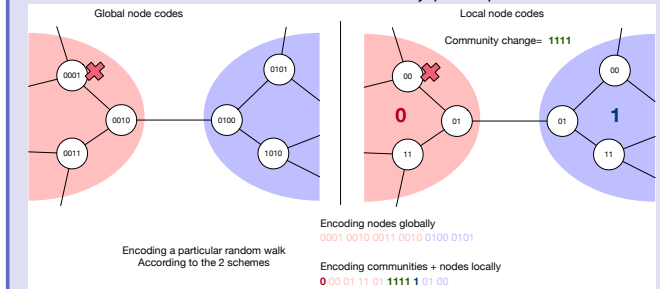 Global node codes
Local node codes
Community change= 1111
0001
0010
0011
0100
0101
1010
00
01
11
0
00
01
11
1
Encoding a particular random walk
According to the 2 schemes
Encoding nodes globally
0001 0010 0011 0010 0100 0101
Encoding communities + nodes locally
0 00 01 11 01 1111 1 01 00